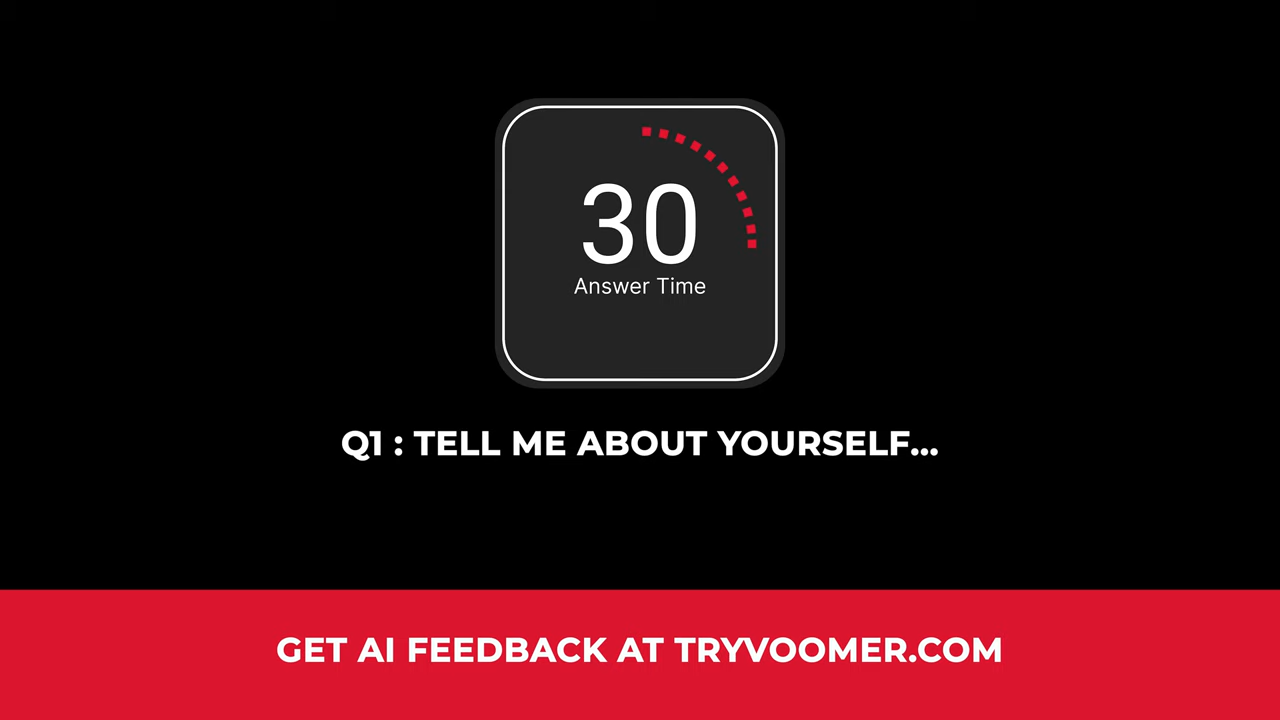 30
Answer Time
Q1 : TELL ME ABOUT YOURSELF...
GET AI FEEDBACK AT TRYVOOMER.COM